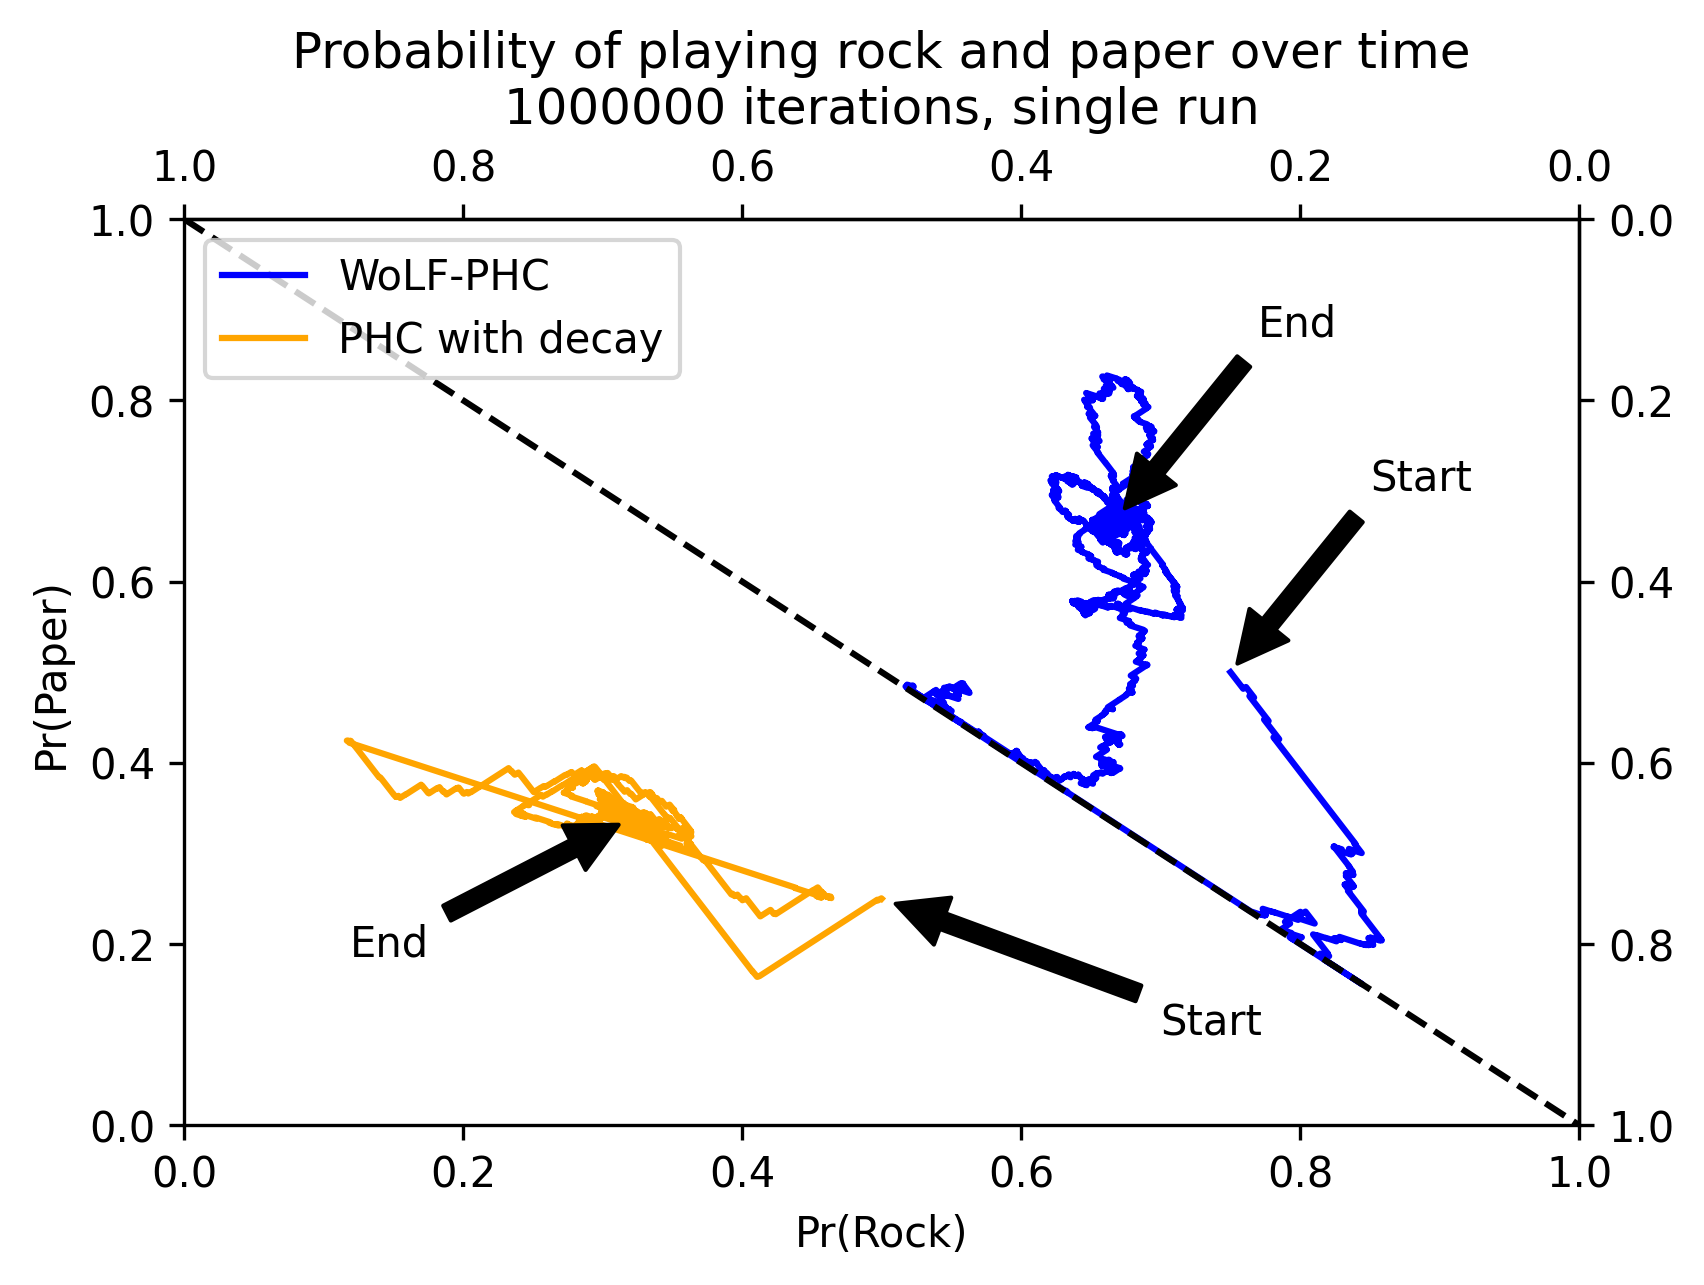 Probability of playing rock and paper over time
1000000 iterations, single run
1.0 0.8 0.6 0.4 0.2 0.0
1.0 0.0
WoLF-PHC
PHC with decay
End
0.8 0.2
Start
0.6 0.4
Pr(Paper)
0.4 0.6
End
0.2 0.8
Start
0.0 1.0
0.0 0.2 0.4 0.6 0.8 1.0
Pr(Rock)